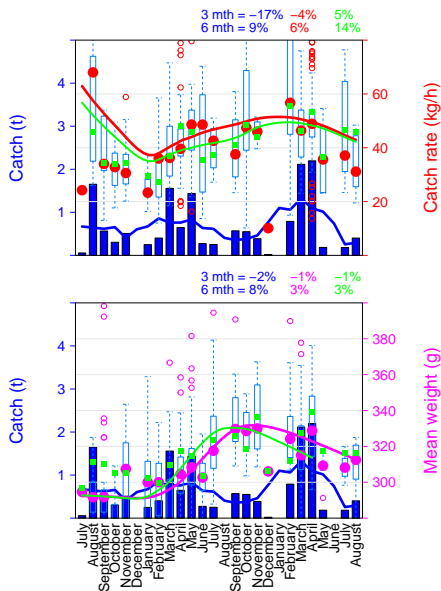 3 mth = −17% −4% 5%
6 mth = 9% 6% 14%
5
4
3
2
1
Catch (t)
60
40
20
Catch rate (kg/h)
3 mth = −2% −1% −1%
6 mth = 8% 3% 3%
5
4
3
2
1
Catch (t)
380
360
340
320
300
Mean weight (g)
July
August
September
October
November
December
January
February
March
April
May
June
July
August
September
October
November
December
January
February
March
April
May
June
July
August